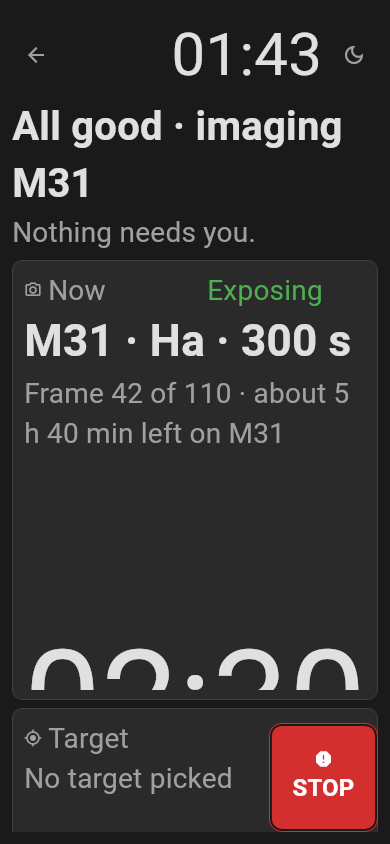 01:43
All good · imaging
M31
Nothing needs you.
Now Exposing
M31 · Ha · 300 s
Frame 42 of 110 · about 5
h 40 min left on M31
Target
No target picked
STOP